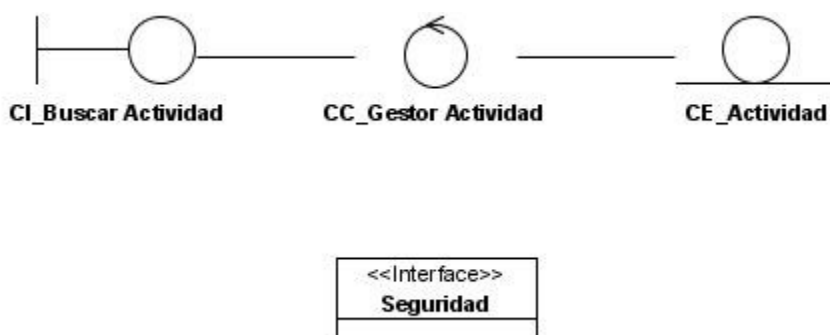 CI_Buscar Actividad
CC_Gestor Actividad
CE_Actividad
<<Interface>>
Seguridad